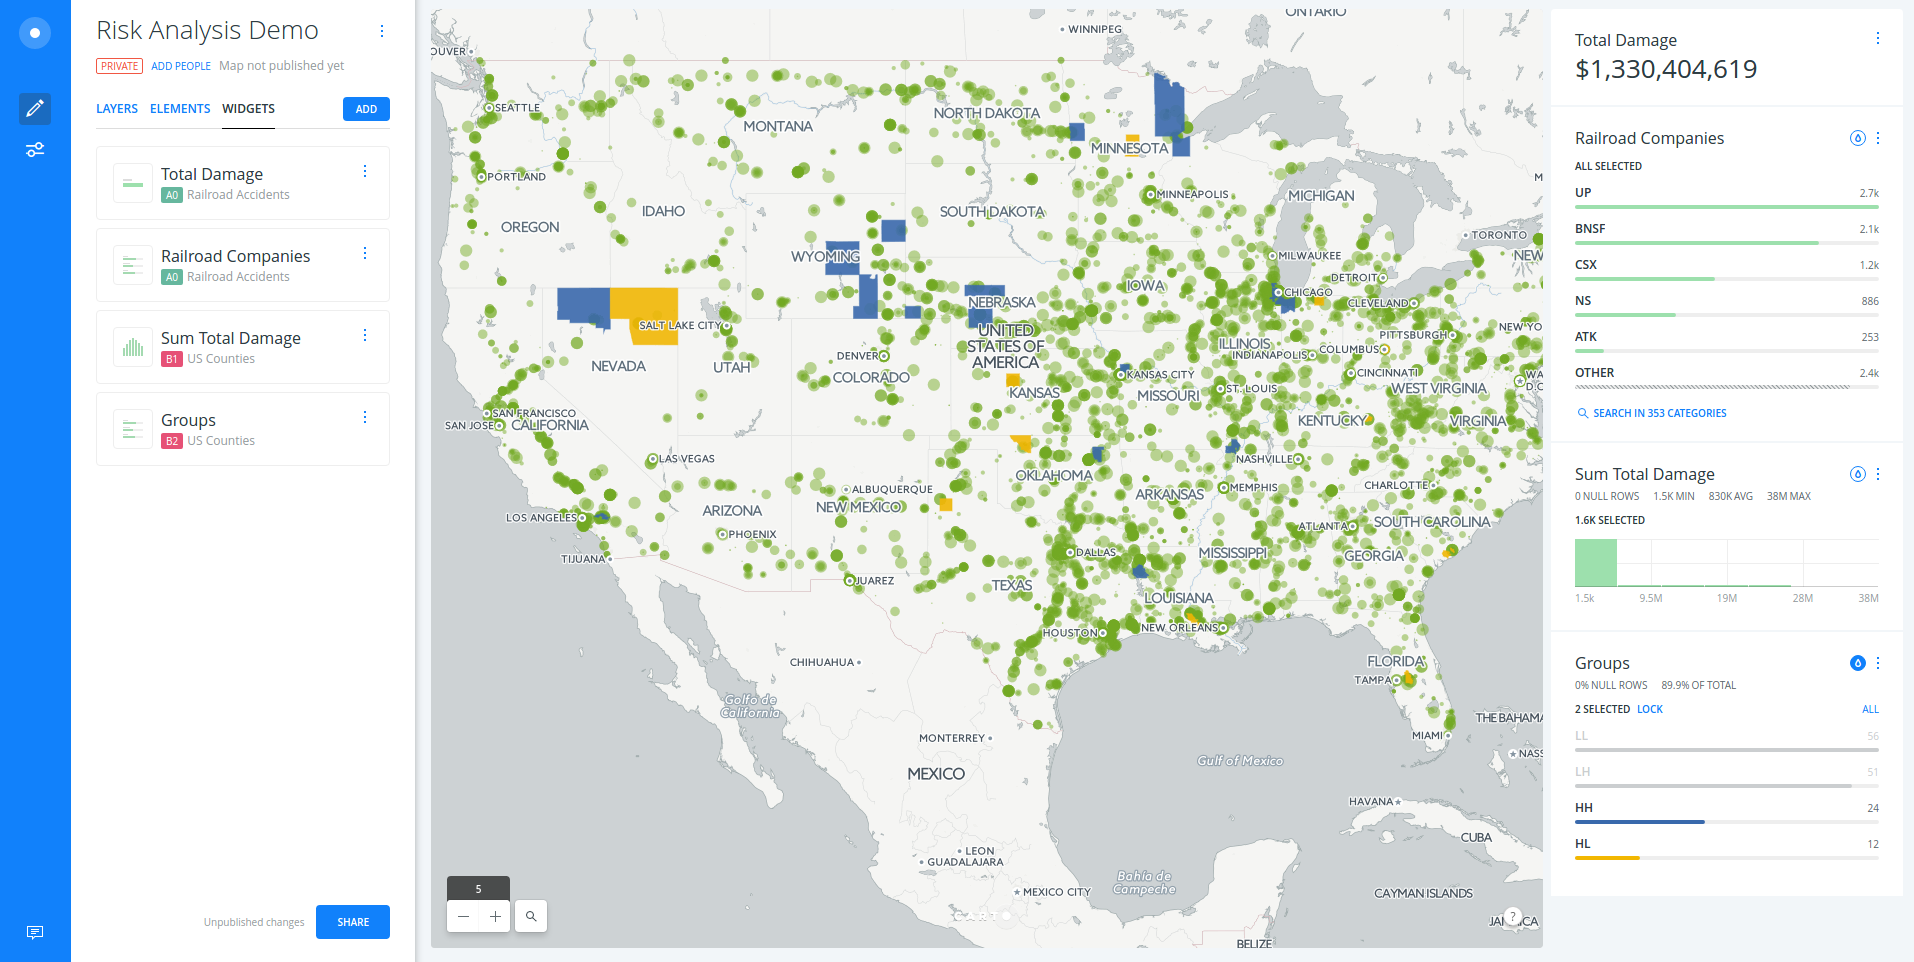 Risk Analysis Demo
PRIVATE ADD PEOPLE Map not published yet
LAYERS ELEMENTS WIDGETS ADD
Total Damage
A0 Railroad Accidents
Railroad Companies
A0 Railroad Accidents
Sum Total Damage
B1 US Counties
Groups
B2 US Counties
Unpublished changes SHARE
ONTARIO
WINNIPEG
OUVER
SEATTLE
NORTH DAKOTA
MONTANA
MINNESOTA
PORTLAND
MINNEAPOLIS
MICHIGAN
IDAHO
SOUTH DAKOTA
OREGON
TORONTO
WYOMING
MILWAUKEE
NEW
DETROIT
IOWA
CHICAGO
NEBRASKA
CLEVELAND
SALT LAKE CITY
UNITED
STATES OF
AMERICA
NEW YO
PITTSBURGH
ILLINOIS
INDIANAPOLIS
COLUMBUS
DENVER
NEVADA
UTAH
COLORADO
KANSAS CITY
CINCINNATI
WA
D.C
KANSAS
MISSOURI
ST. LOUIS
WEST VIRGINIA
SAN FRANCISCO
SAN JOSE
CALIFORNIA
KENTUCKY
VIRGINIA
LAS VEGAS
NASHVILLE
OKLAHOMA
ALBUQUERQUE
ARKANSAS
MEMPHIS
CHARLOTTE
LOS ANGELES
ARIZONA
NEW MEXICO
PHOENIX
ATLANTA
SOUTH CAROLINA
TIJUANA
DALLAS
MISSISSIPPI
GEORGIA
JUAREZ
TEXAS
LOUISIANA
HOUSTON
NEW ORLEANS
CHIHUAHUA
FLORIDA
TAMPA
Golfo de
California
THE BAHAMA
MIAMI
MONTERREY
NASS
Gulf of Mexico
MEXICO
HAVANA
CUBA
LEON
GUADALAJARA
Bahía de
Campeche
MEXICO CITY
CAYMAN ISLANDS
JAMAICA
BELIZE
5
?
Total Damage
$1,330,404,619
Railroad Companies
ALL SELECTED
UP 2.7k
BNSF 2.1k
CSX 1.2k
NS 886
ATK 253
OTHER 2.4k
SEARCH IN 353 CATEGORIES
Sum Total Damage
0 NULL ROWS 1.5K MIN 830K AVG 38M MAX
1.6K SELECTED
1.5k 9.5M 19M 28M 38M
Groups
0% NULL ROWS 89.9% OF TOTAL
2 SELECTED LOCK ALL
LL 56
LH 51
HH 24
HL 12